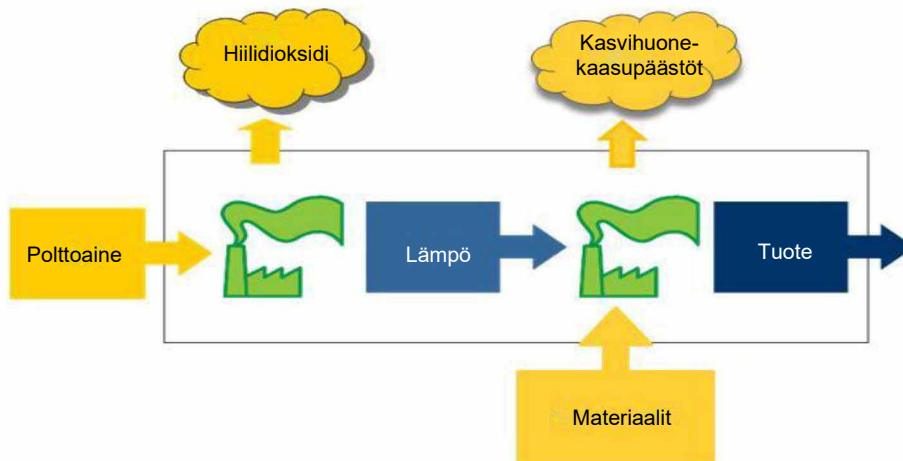 Hiilidioksidi
Kasvihuone-
kaasupäästöt
Polttoaine
Lämpö
Tuote
Materiaalit